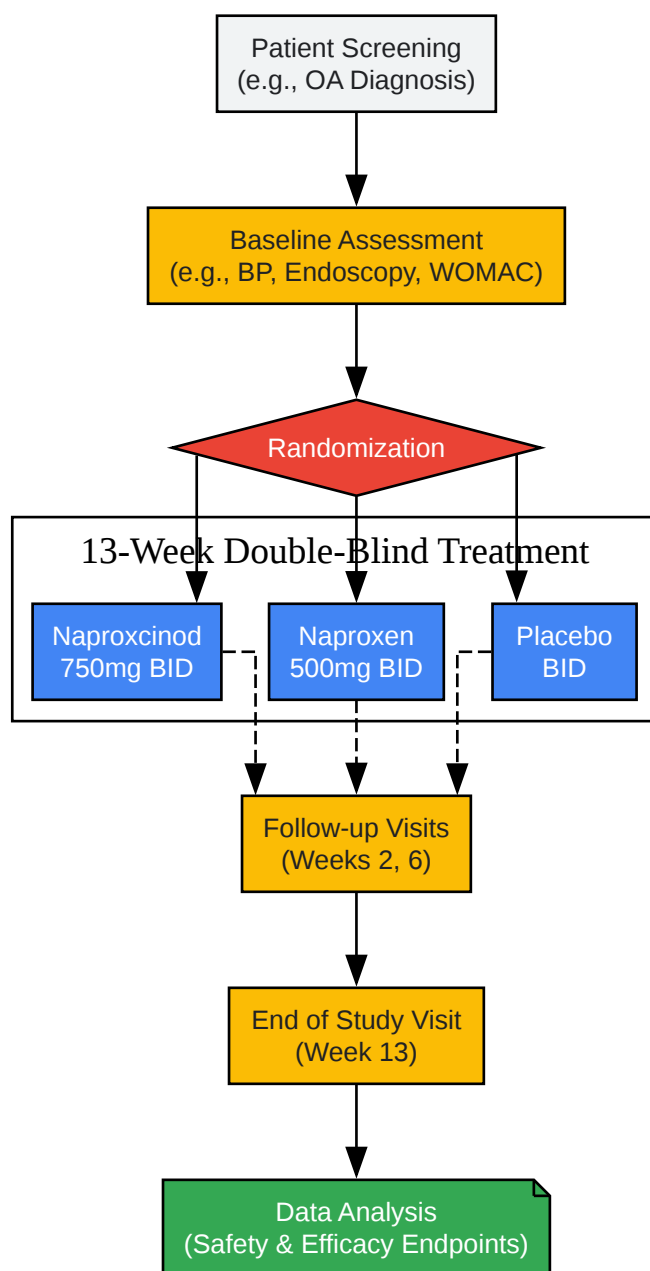 Patient Screening
(e.g., OA Diagnosis)
Baseline Assessment
(e.g., BP, Endoscopy, WOMAC)
Randomization
13-Week Double-Blind Treatment
Naproxcinod
750mg BID
Naproxen
500mg BID
Placebo
BID
Follow-up Visits
(Weeks 2, 6)
End of Study Visit
(Week 13)
Data Analysis
(Safety & Efficacy Endpoints)